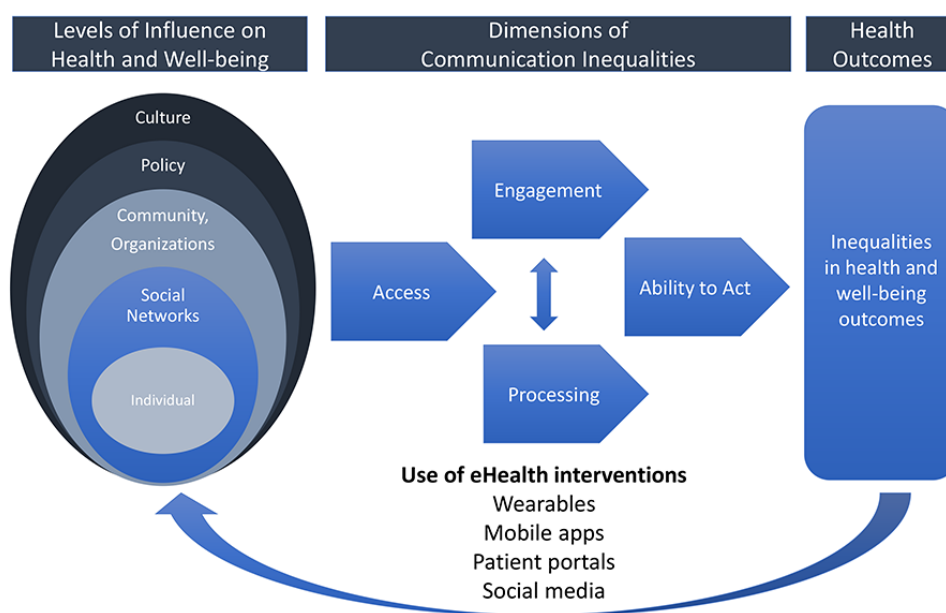 Levels of Influence on
Health and Well-being
Dimensions of
Communication Inequalities
Health
Outcomes
Culture
Policy
Community,
Organizations
Social
Networks
Individual
Access
Engagement
Processing
Ability to Act
Inequalities
in health and
well-being
outcomes
Use of eHealth interventions
Wearables
Mobile apps
Patient portals
Social media